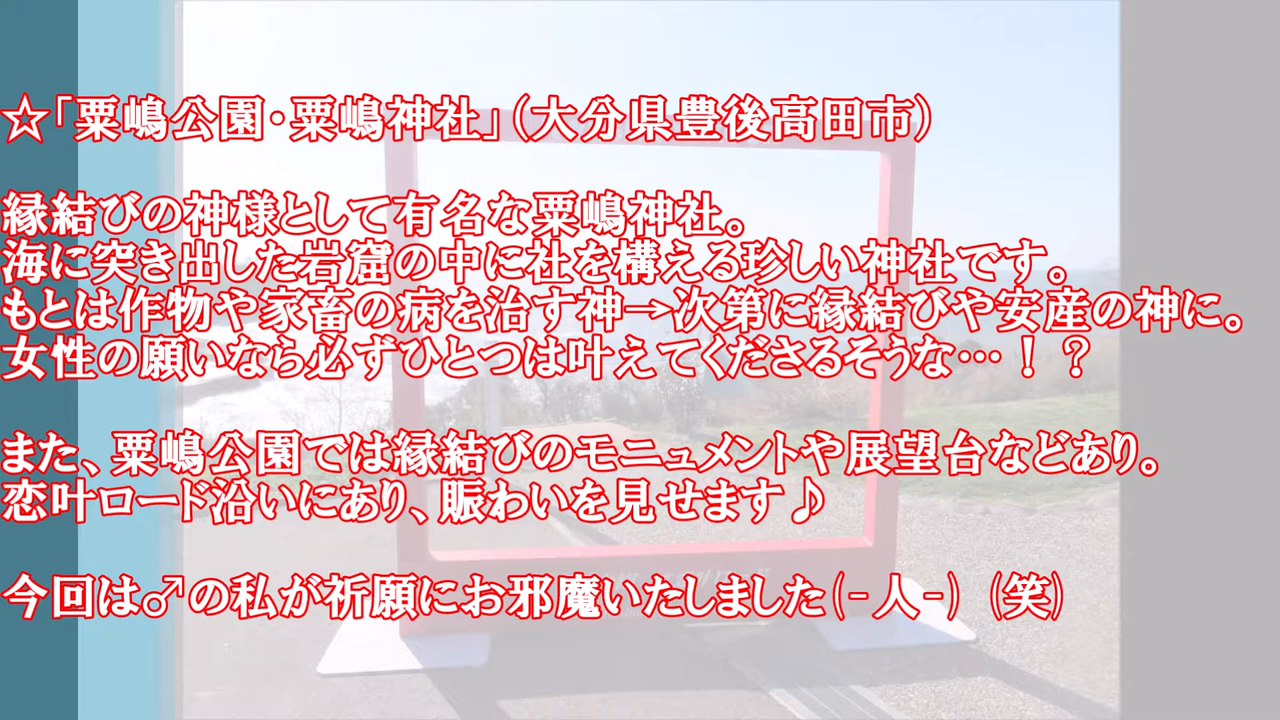 ☆「粟嶋公園・粟嶋神社」(大分県豊後高田市)
縁結びの神様として有名な粟嶋神社。
海に突き出した岩窟の中に社を構える珍しい神社です。
もとは作物や家畜の病を治す神→次第に縁結びや安産の神に。
女性の願いなら必ずひとつは叶えてくださるそうな…！？
また、粟嶋公園では縁結びのモニュメントや展望台などあり。
恋叶ロード沿いにあり、賑わいを見せます♪
今回は♂の私が祈願にお邪魔いたしました(-人-) (笑)